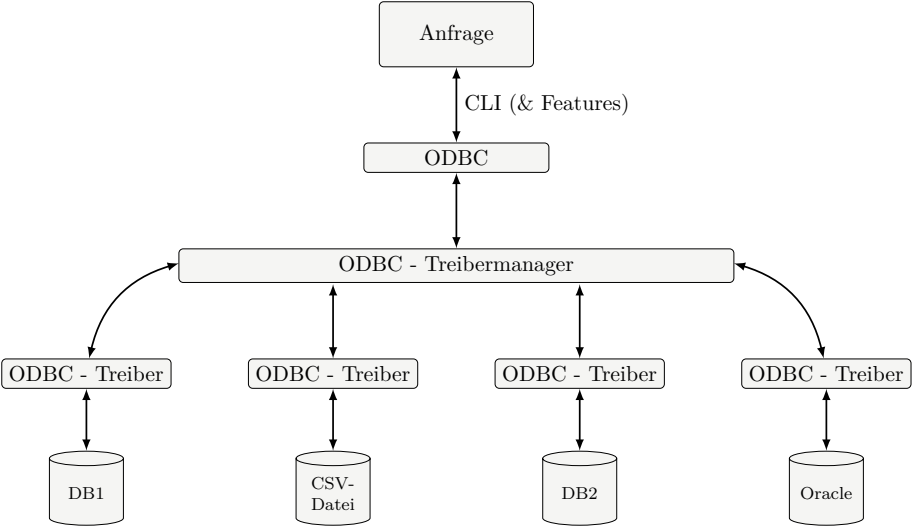 Anfrage
CLI (& Features)
ODBC
ODBC - Treibermanager
ODBC - Treiber
ODBC - Treiber
ODBC - Treiber
ODBC - Treiber
DB1
CSV-
Datei
DB2
Oracle